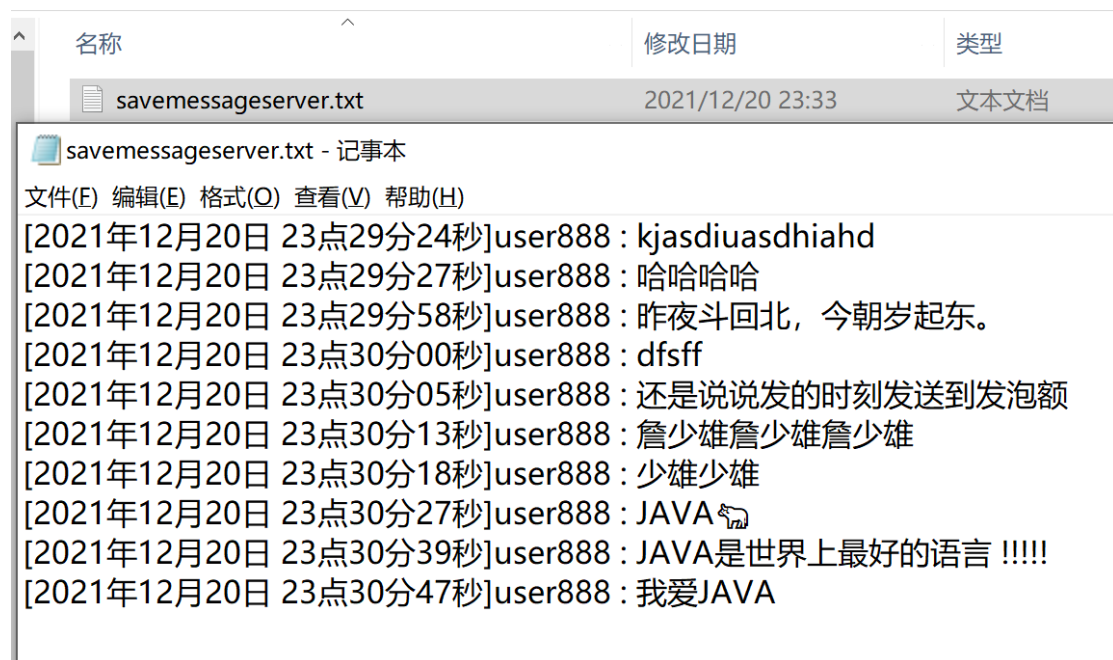 名称 修改日期 类型
savemessageserver.txt 2021/12/20 23:33 文本文档
savemessageserver.txt - 记事本
文件(F) 编辑(E) 格式(O) 查看(V) 帮助(H)
[2021年12月20日 23点29分24秒]user888 : kjasdiuasdhiahd
[2021年12月20日 23点29分27秒]user888 : 哈哈哈哈
[2021年12月20日 23点29分58秒]user888 : 昨夜斗回北，今朝岁起东。
[2021年12月20日 23点30分00秒]user888 : dfsff
[2021年12月20日 23点30分05秒]user888 : 还是说说发的时刻发送到发泡额
[2021年12月20日 23点30分13秒]user888 : 詹少雄詹少雄詹少雄
[2021年12月20日 23点30分18秒]user888 : 少雄少雄
[2021年12月20日 23点30分27秒]user888 : JAVA🐂
[2021年12月20日 23点30分39秒]user888 : JAVA是世界上最好的语言 !!!!!
[2021年12月20日 23点30分47秒]user888 : 我爱JAVA